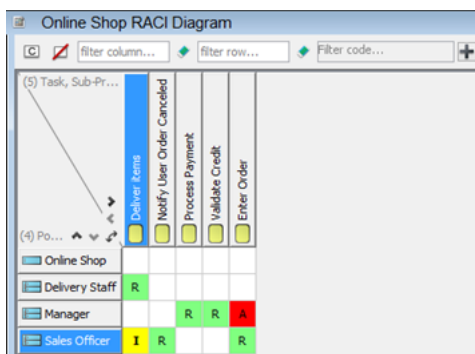 Online Shop RACI Diagram
C filter column... filter row... Filter code...
(5) Task, Sub-Pr...
Deliver items
Notify User Order Canceled
Process Payment
Validate Credit
Enter Order
(4) Po...
Online Shop
Delivery Staff R
Manager R R A
Sales Officer I R R